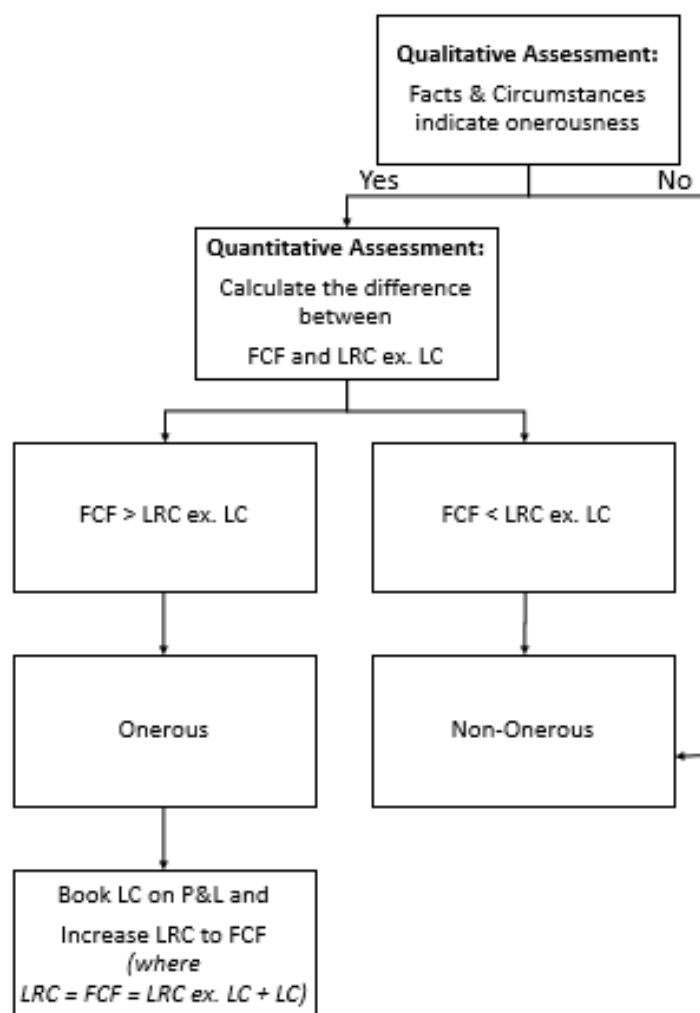 Qualitative Assessment:
Facts & Circumstances
indicate onerousness
Yes
No
Quantitative Assessment:
Calculate the difference
between
FCF and LRC ex. LC
FCF > LRC ex. LC
FCF < LRC ex. LC
Onerous
Non-Onerous
Book LC on P&L and
Increase LRC to FCF
(where
LRC = FCF = LRC ex. LC + LC)